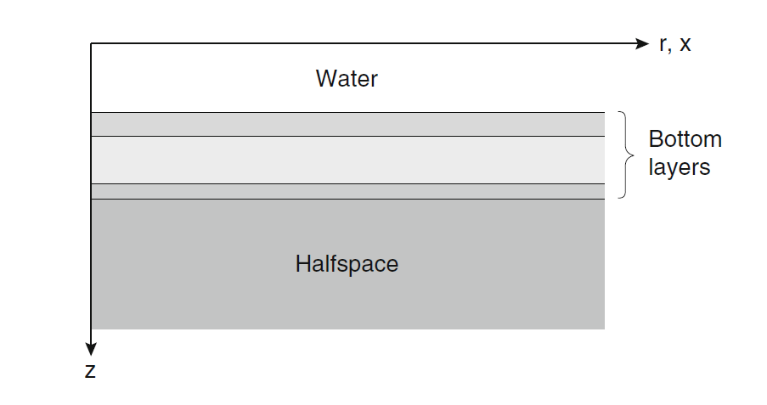 r, x
Water
Bottom
layers
Halfspace
z